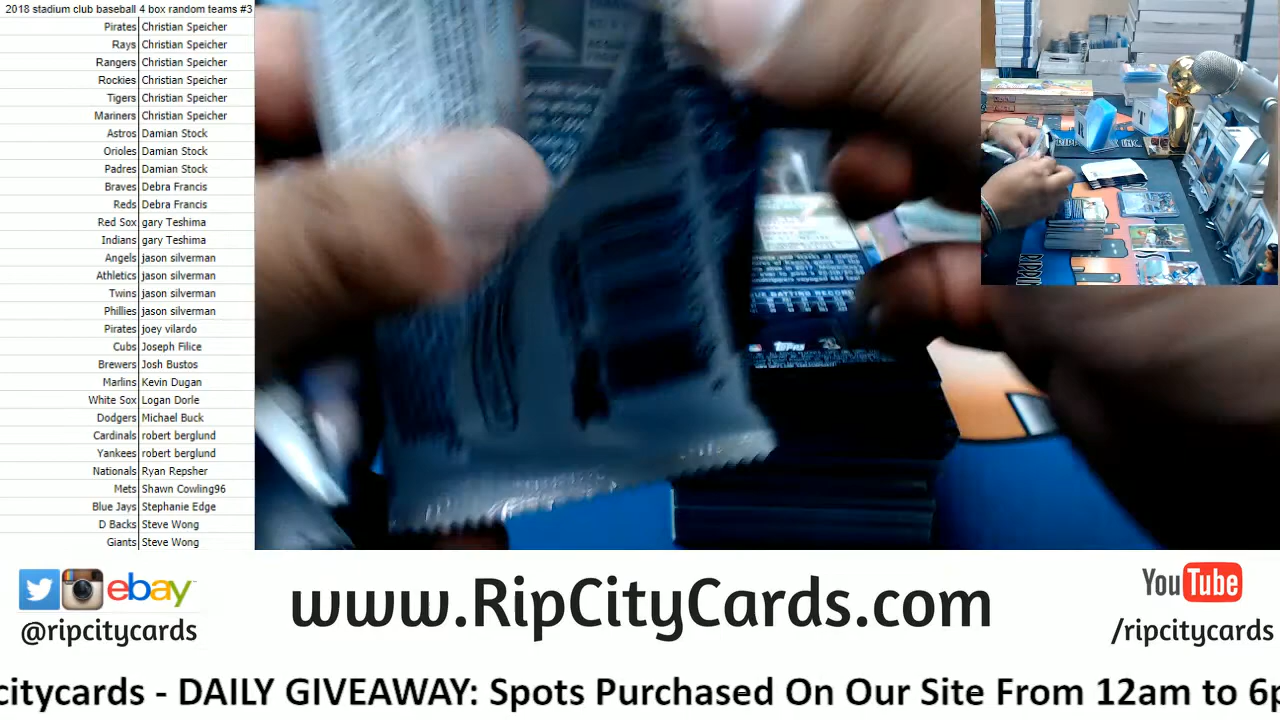 2018 stadium club baseball 4 box random teams #3
Pirates Christian Speicher
Rays Christian Speicher
Rangers Christian Speicher
Rockies Christian Speicher
Tigers Christian Speicher
Mariners Christian Speicher
Astros Damian Stock
Orioles Damian Stock
Padres Damian Stock
Braves Debra Francis
Reds Debra Francis
Red Sox gary Teshima
Indians gary Teshima
Angels jason silverman
Athletics jason silverman
Twins jason silverman
Phillies jason silverman
Pirates joey vilardo
Cubs Joseph Filice
Brewers Josh Bustos
Marlins Kevin Dugan
White Sox Logan Dorle
Dodgers Michael Buck
Cardinals robert berglund
Yankees robert berglund
Nationals Ryan Repsher
Mets Shawn Cowling96
Blue Jays Stephanie Edge
D Backs Steve Wong
Giants Steve Wong
topps
ebay
@ripcitycards
www.RipCityCards.com
YouTube
/ripcitycards
citycards - DAILY GIVEAWAY: Spots Purchased On Our Site From 12am to 6p